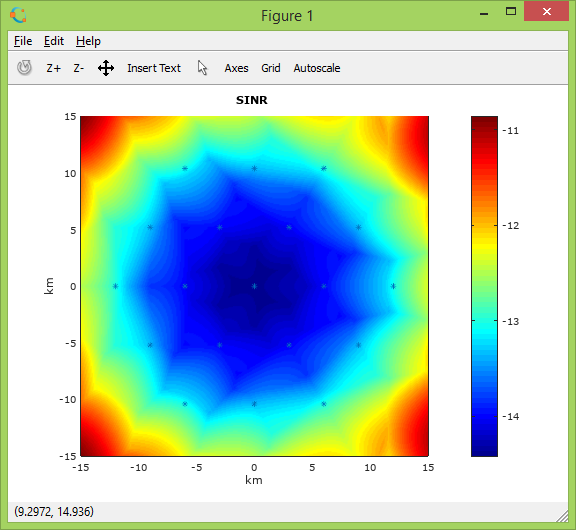 Figure 1
File Edit Help
Z+ Z- Insert Text Axes Grid Autoscale
SINR
15
10
5
0
-5
-10
-15
km
-15 -10 -5 0 5 10 15
km
-11
-12
-13
-14
(9.2972, 14.936)